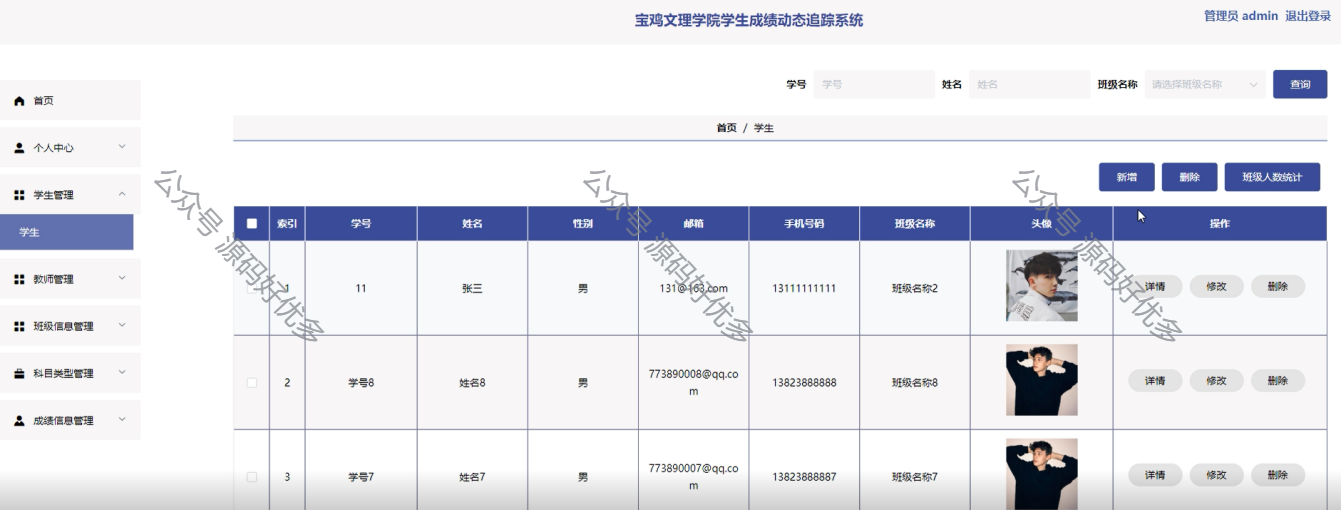 宝鸡文理学院学生成绩动态追踪系统
管理员 admin 退出登录
学号 学号 姓名 姓名 班级名称 请选择班级名称 查询
首页
个人中心
学生管理
学生
教师管理
班级信息管理
科目类型管理
成绩信息管理
首页 / 学生
新增 删除 班级人数统计
索引 学号 姓名 性别 邮箱 手机号码 班级名称 头像 操作
1 11 张三 男 131@163.com 13111111111 班级名称2 详情 修改 删除
2 学号8 姓名8 男 773890008@qq.co
m 13823888888 班级名称8 详情 修改 删除
3 学号7 姓名7 男 773890007@qq.co
m 13823888887 班级名称7 详情 修改 删除
公众号 源码好优多
公众号 源码好优多
公众号 源码好优多